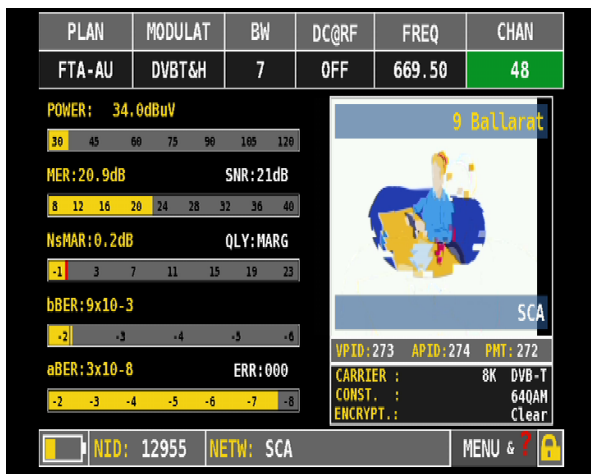 PLAN MODULAT BW DC@RF FREQ CHAN
FTA-AU DVBT&H 7 OFF 669.50 48
POWER: 34.0dBuV
30 45 60 75 90 105 120
MER:20.9dB SNR:21dB
8 12 16 20 24 28 32 36 40
NsMAR:0.2dB QLY:MARG
-1 3 7 11 15 19 23
bBER:9x10-3
-2 -3 -4 -5 -6
aBER:3x10-8 ERR:000
-2 -3 -4 -5 -6 -7 -8
9 Ballarat
SCA
VPID:273 APID:274 PMT:272
CARRIER : 8K DVB-T
CONST. : 64QAM
ENCRYPT.: Clear
NID: 12955 NETW: SCA MENU & ?